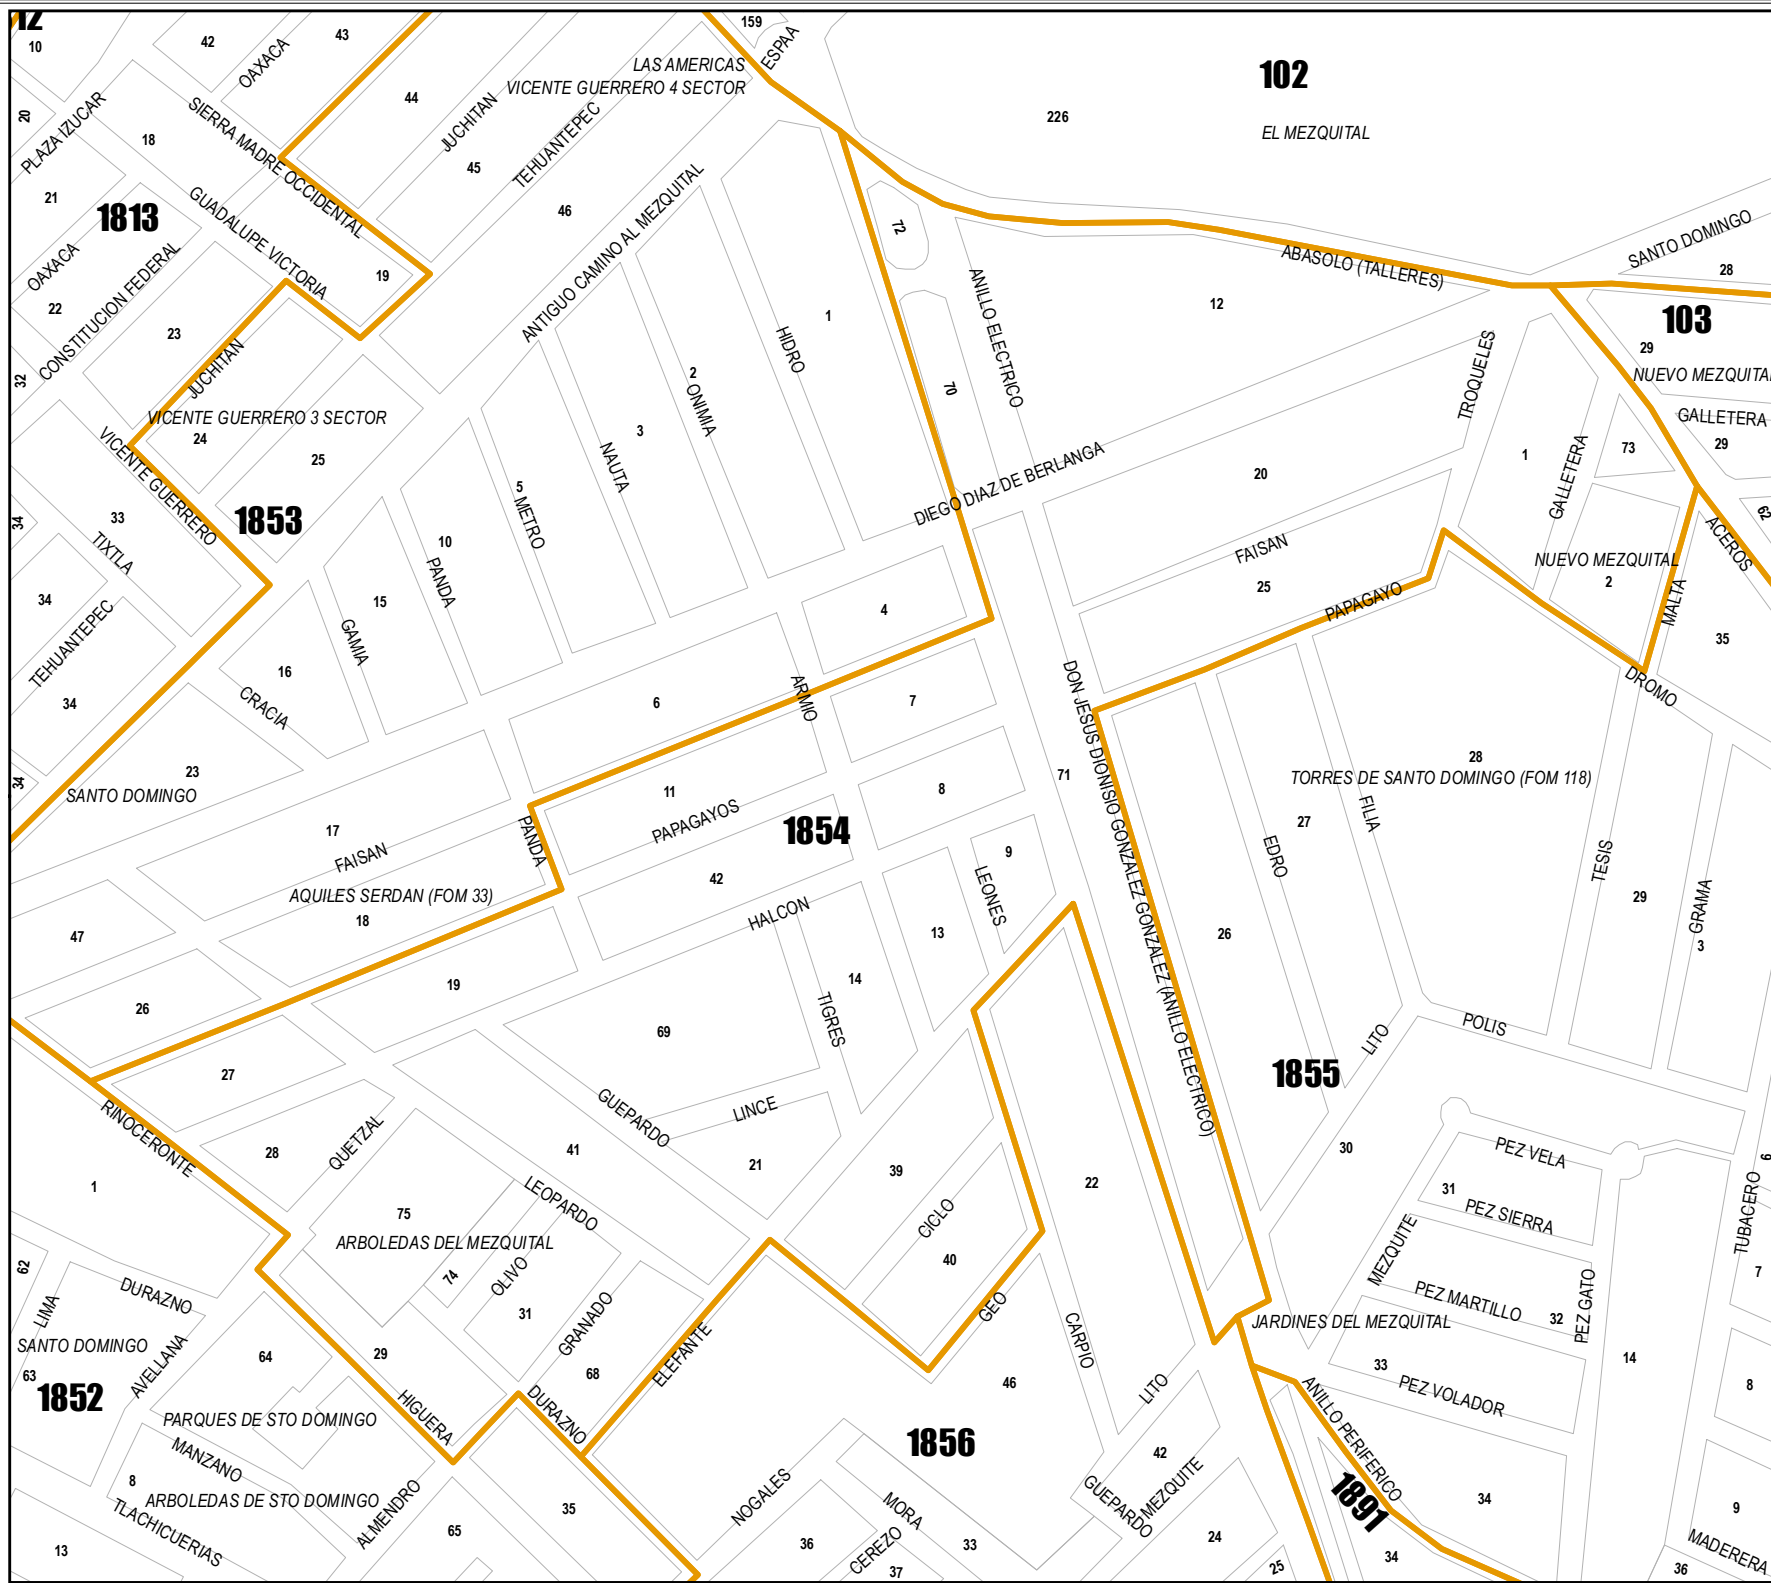 12
10
42
OAXACA
43
159
ESPAA
LAS AMERICAS
VICENTE GUERRERO 4 SECTOR
102
226
EL MEZQUITAL
44
JUCHITAN
45
TEHUANTEPEC
46
20
PLAZA IZUCAR
18
SIERRA MADRE OCCIDENTAL
21
1813
GUADALUPE VICTORIA
19
OAXACA
22
CONSTITUCION FEDERAL
23
32
JUCHITAN
VICENTE GUERRERO 3 SECTOR
24
25
VICENTE GUERRERO
1853
33
34
TIXTLA
34
TEHUANTEPEC
34
34
ANTIGUO CAMINO AL MEZQUITAL
72
ANILLO ELECTRICO
1
HIDRO
2
ONIMIA
3
NAUTA
5
METRO
10
PANDA
15
GAMIA
16
CRACIA
70
12
ABASOLO (TALLERES)
SANTO DOMINGO
28
103
29
NUEVO MEZQUITAL
GALLETERA
29
73
62
TROQUELES
1
GALLETERA
DIEGO DIAZ DE BERLANGA
20
FAISAN
25
PAPAGAYO
NUEVO MEZQUITAL
2
ACEROS
MALTA
35
DROMO
4
6
ARMIO
7
23
SANTO DOMINGO
17
FAISAN
AQUILES SERDAN (FOM 33)
18
PANDA
11
PAPAGAYOS
1854
8
42
HALCON
9
LEONES
13
14
TIGRES
71
DON JESUS DIONISIO GONZALEZ GONZALEZ (ANILLO ELECTRICO)
28
TORRES DE SANTO DOMINGO (FOM 118)
27
FILIA
EDRO
26
TESIS
29
GRAMA
3
POLIS
LITO
1855
47
26
19
27
69
GUEPARDO
LINCE
21
RINOCERONTE
28
QUETZAL
41
LEOPARDO
39
CICLO
40
22
GEO
CARPIO
30
PEZ VELA
31
PEZ SIERRA
MEZQUITE
PEZ MARTILLO
32
PEZ GATO
JARDINES DEL MEZQUITAL
33
PEZ VOLADOR
14
6
TUBACERO
7
8
9
MADERERA
36
1
62
LIMA
DURAZNO
SANTO DOMINGO
63
1852
AVELLANA
75
ARBOLEDAS DEL MEZQUITAL
74
OLIVO
31
GRANADO
68
ELEFANTE
64
29
HIGUERA
DURAZNO
PARQUES DE STO DOMINGO
MANZANO
8
ARBOLEDAS DE STO DOMINGO
TLACHICUERIAS
13
ALMENDRO
65
35
46
1856
LITO
42
GUEPARDO
MEZQUITE
NOGALES
36
MORA
CEREZO
33
37
24
25
ANILLO PERIFERICO
1891
34
34